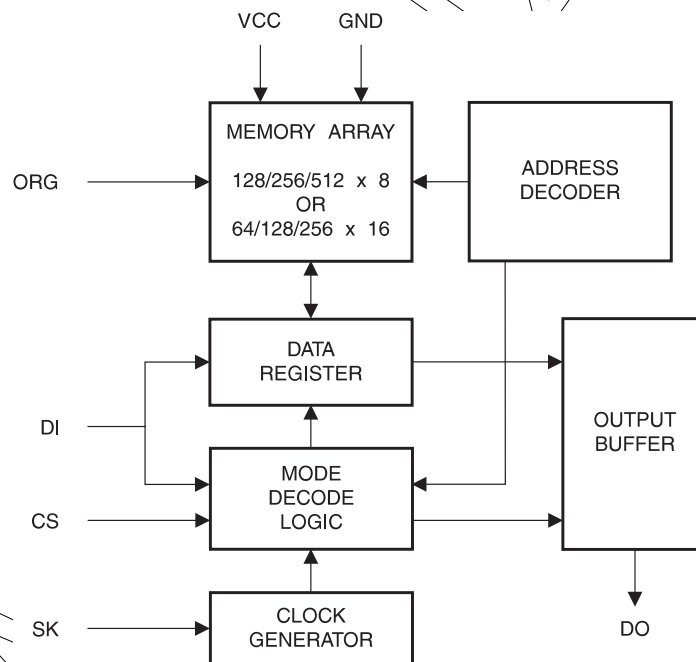 VCC
GND
MEMORY ARRAY
128/256/512 x 8
OR
64/128/256 x 16
ADDRESS
DECODER
ORG
DATA
REGISTER
OUTPUT
BUFFER
DI
MODE
DECODE
LOGIC
CS
CLOCK
GENERATOR
SK
DO